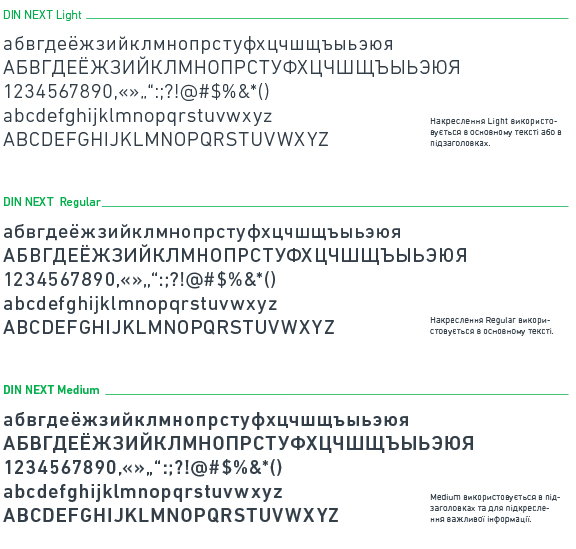 DIN NEXT Light
абвгдеёжзийклмнопрстуфхцчшщъыьэюя
АБВГДЕЁЖЗИЙКЛМНОПРСТУФХЦЧШЩЪЫЬЭЮЯ
1234567890,«»„“:;?!@#$%&*()
abcdefghijklmnopqrstuvwxyz
ABCDEFGHIJKLMNOPQRSTUVWXYZ
Накреслення Light використо-
вується в основному тексті або в
підзаголовках.
DIN NEXT Regular
абвгдеёжзийклмнопрстуфхцчшщъыьэюя
АБВГДЕЁЖЗИЙКЛМНОПРСТУФХЦЧШЩЪЫЬЭЮЯ
1234567890,«»„“:;?!@#$%&*()
abcdefghijklmnopqrstuvwxyz
ABCDEFGHIJKLMNOPQRSTUVWXYZ
Накреслення Regular викори-
стовується в основному тексті.
DIN NEXT Medium
абвгдеёжзийклмнопрстуфхцчшщъыьэюя
АБВГДЕЁЖЗИЙКЛМНОПРСТУФХЦЧШЩЪЫЬЭЮЯ
1234567890,«»„“:;?!@#$%&*()
abcdefghijklmnopqrstuvwxyz
ABCDEFGHIJKLMNOPQRSTUVWXYZ
Medium використовується в під-
заголовках та для підкресле-
ння важливої інформації.